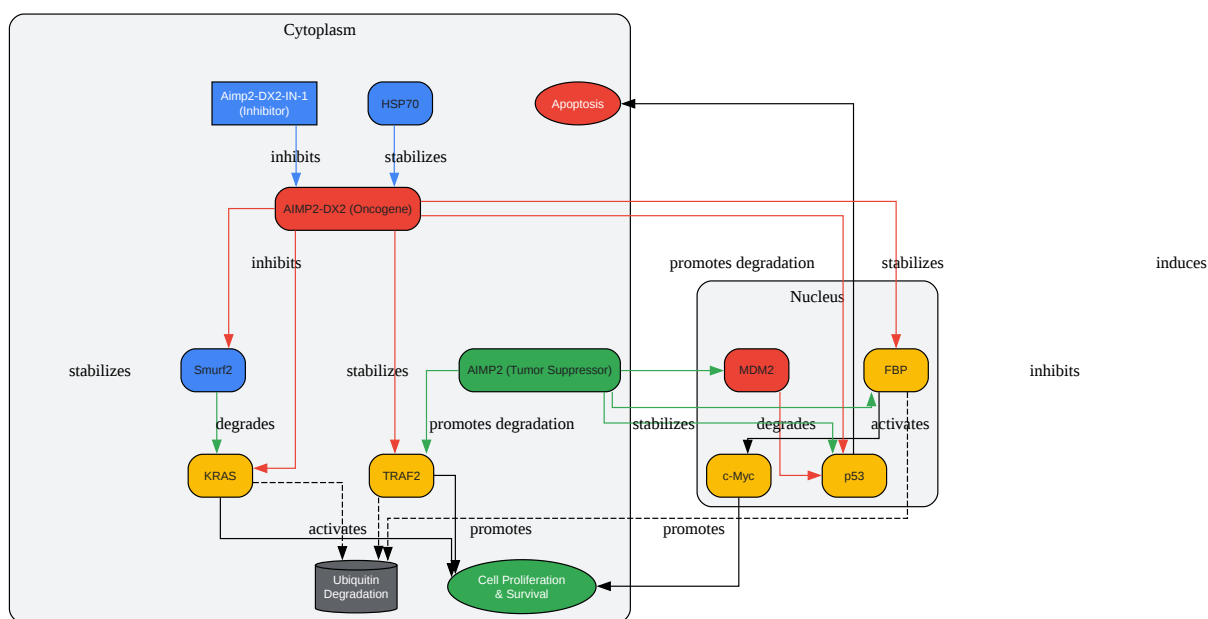 Cytoplasm
Aimp2-DX2-IN-1
(Inhibitor)
HSP70
Apoptosis
inhibits
stabilizes
AIMP2-DX2 (Oncogene)
inhibits
promotes degradation
stabilizes
induces
Nucleus
stabilizes
Smurf2
stabilizes
AIMP2 (Tumor Suppressor)
MDM2
FBP
inhibits
degrades
promotes degradation
stabilizes
degrades
activates
KRAS
TRAF2
c-Myc
p53
activates
promotes
promotes
Ubiquitin
Degradation
Cell Proliferation
& Survival